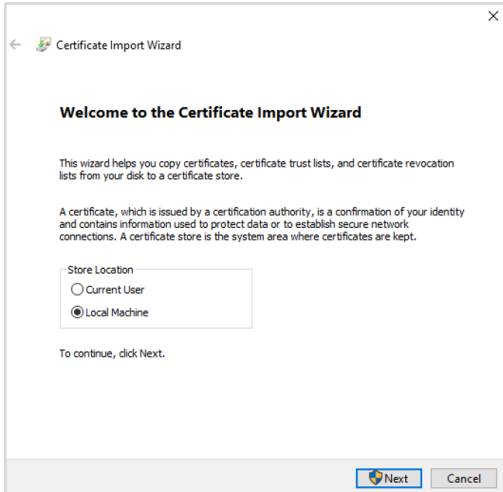 Certificate Import Wizard
Welcome to the Certificate Import Wizard
This wizard helps you copy certificates, certificate trust lists, and certificate revocation
lists from your disk to a certificate store.
A certificate, which is issued by a certification authority, is a confirmation of your identity
and contains information used to protect data or to establish secure network
connections. A certificate store is the system area where certificates are kept.
Store Location
Current User
Local Machine
To continue, click Next.
Next Cancel